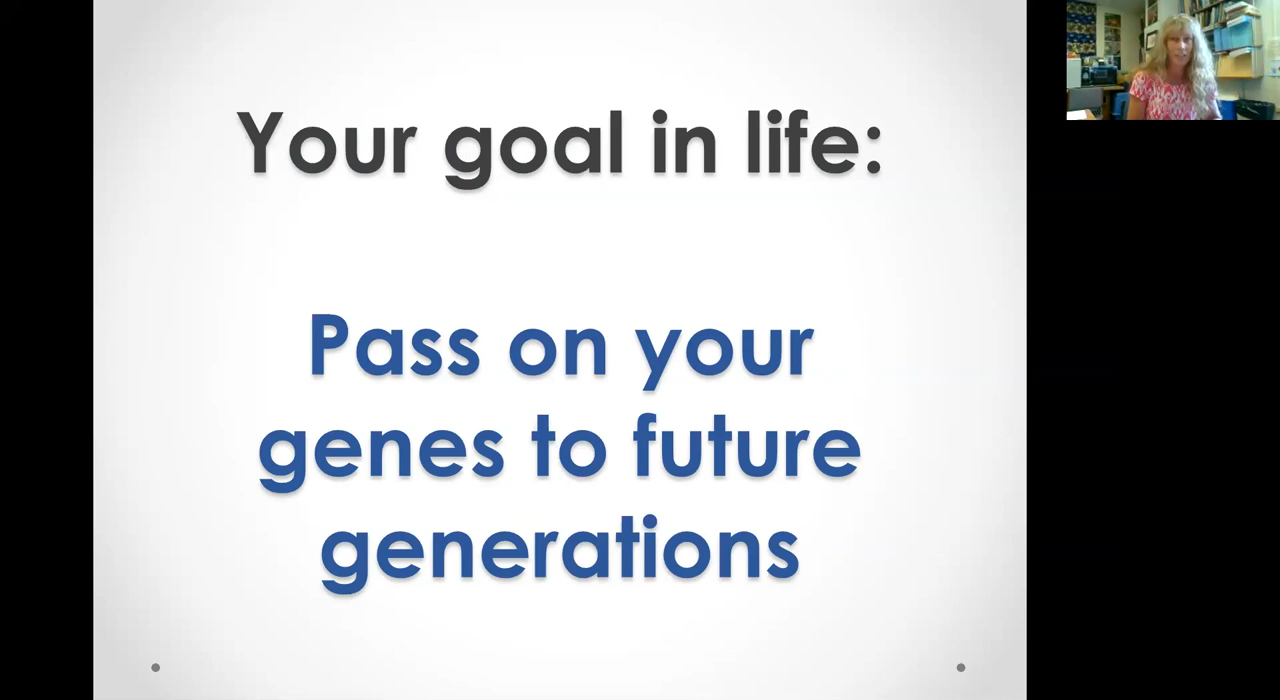 Your goal in life:
Pass on your
genes to future
generations